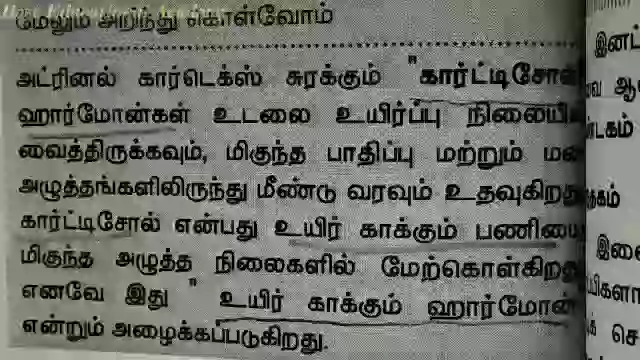 மேலும் அறிந்து கொள்வோம்
அட்ரினல் கார்டெக்ஸ் சுரக்கும் "கார்ட்டிசோல்
ஹார்மோன்கள் உடலை உயிர்ப்பு நிலையில்
வைத்திருக்கவும், மிகுந்த பாதிப்பு மற்றும் மன
அழுத்தங்களிலிருந்து மீண்டு வரவும் உதவுகிறது
கார்ட்டிசோல் என்பது உயிர் காக்கும் பணியை
மிகுந்த அழுத்த நிலைகளில் மேற்கொள்கிறது
எனவே இது " உயிர் காக்கும் ஹார்மோன்
என்றும் அழைக்கப்படுகிறது.